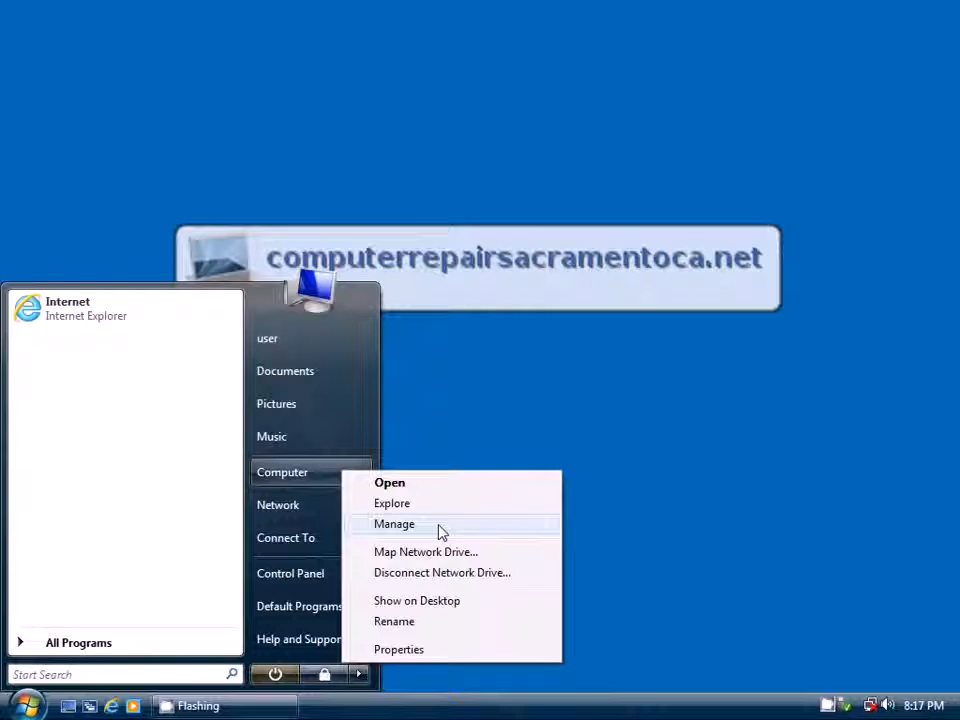 computerrepairsacramentoca.net
Internet
Internet Explorer
user
Documents
Pictures
Music
Computer
Network
Connect To
Control Panel
Default Programs
Help and Suppor
All Programs
Start Search
Open
Explore
Manage
Map Network Drive...
Disconnect Network Drive...
Show on Desktop
Rename
Properties
Flashing
8:17 PM